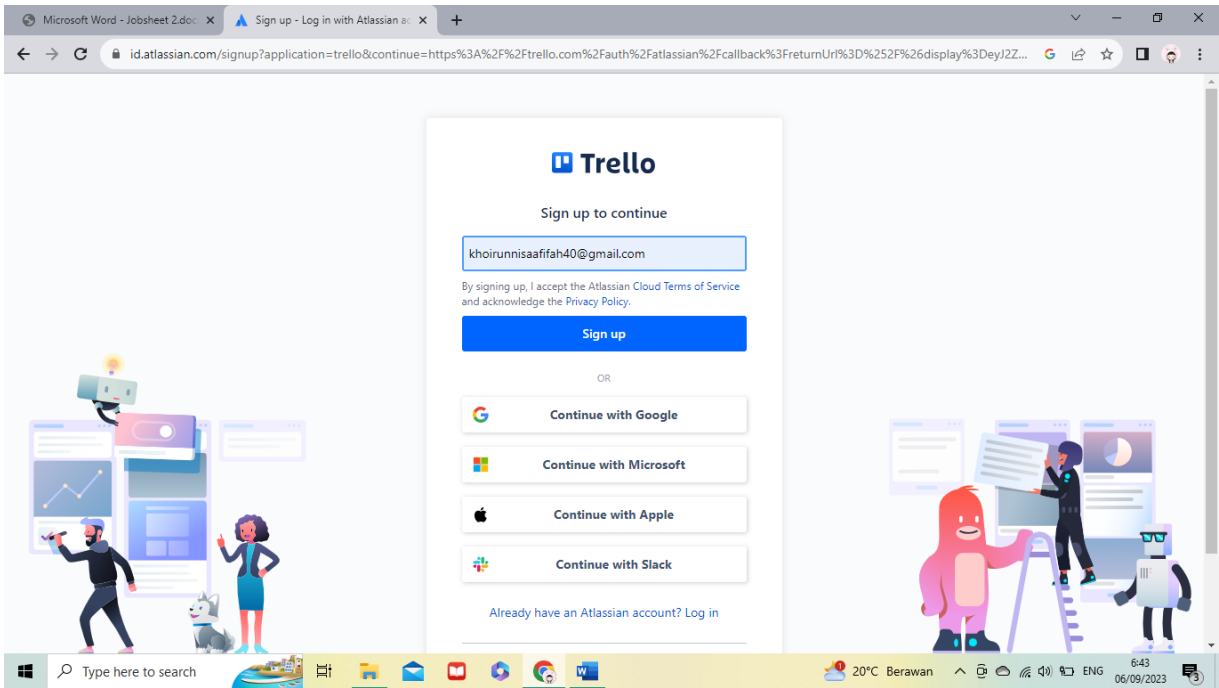 Microsoft Word - Jobsheet 2.doc
Sign up - Log in with Atlassian ac
id.atlassian.com/signup?application=trello&continue=https%3A%2F%2Ftrello.com%2Fauth%2Fatlassian%2Fcallback%3FreturnUrl%3D%252F%26display%3DeyJ2Z...
Trello
Sign up to continue
khoirunnisaafifah40@gmail.com
By signing up, I accept the Atlassian Cloud Terms of Service
and acknowledge the Privacy Policy.
Sign up
OR
Continue with Google
Continue with Microsoft
Continue with Apple
Continue with Slack
Already have an Atlassian account? Log in
Type here to search
20°C Berawan
ENG
6:43
06/09/2023
3